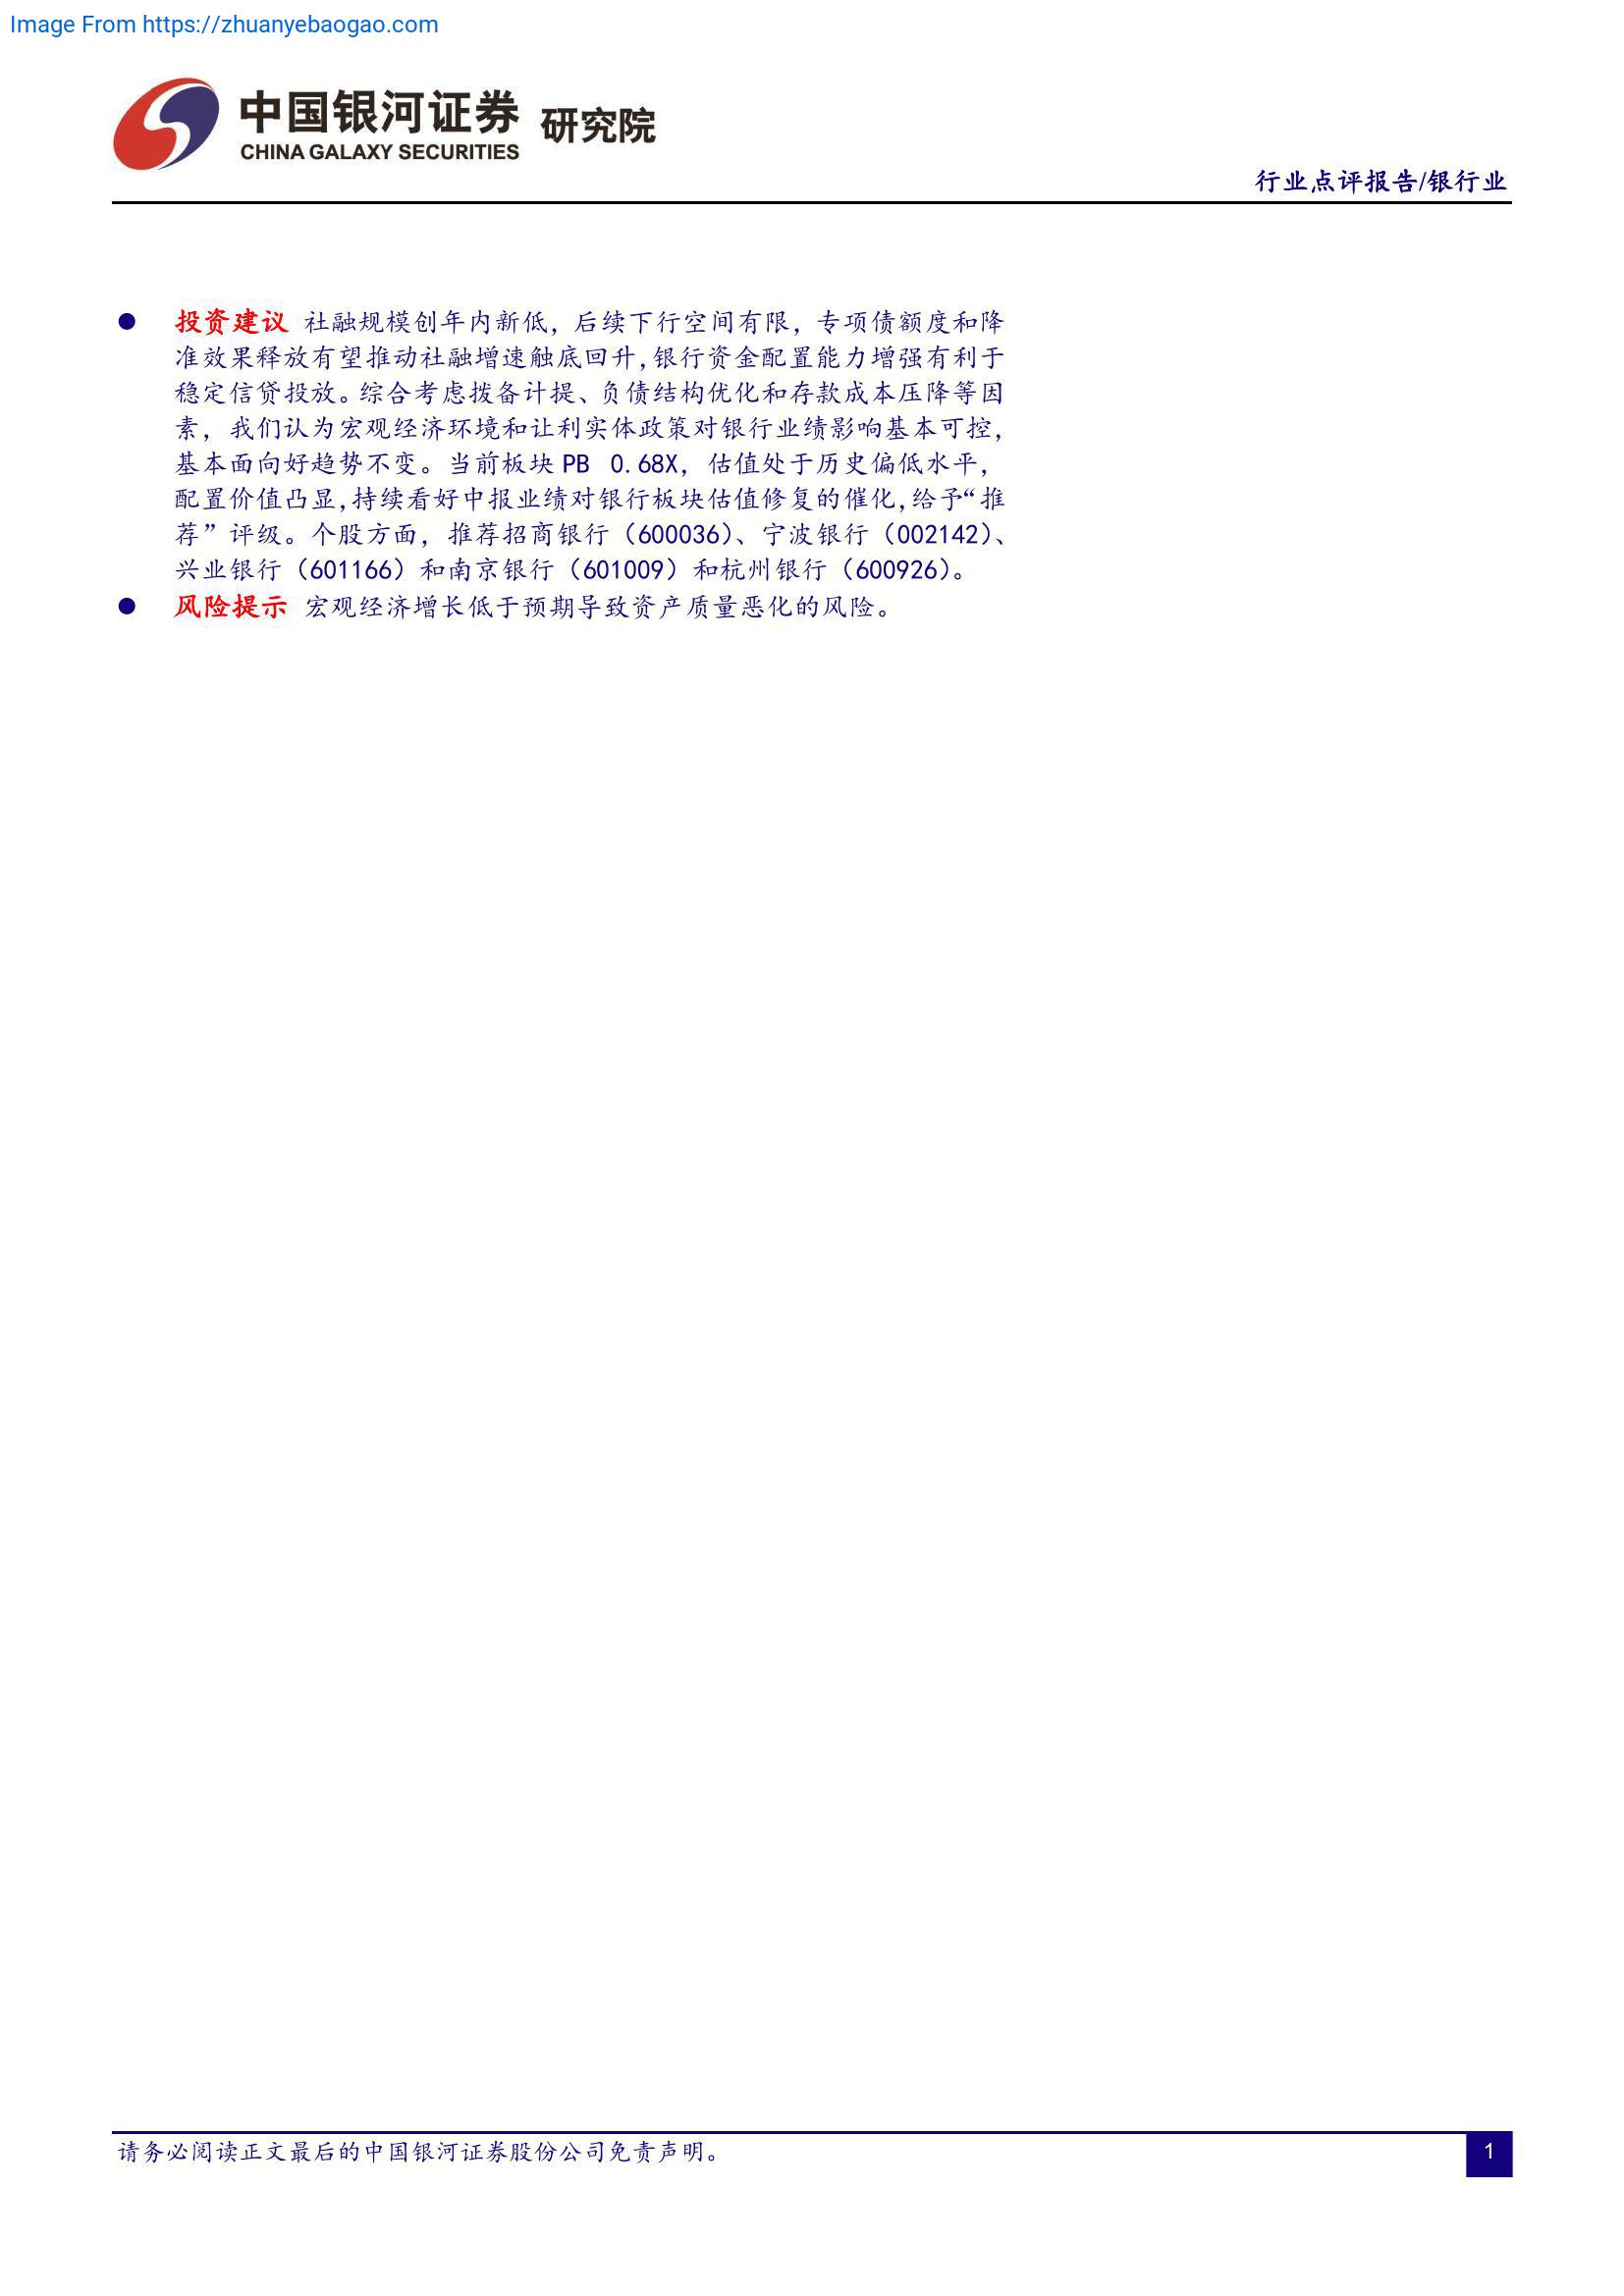 Image From https://zhuanyebaogao.com
中国银河证券 研究院
CHINA GALAXY SECURITIES
行业点评报告/银行业
● 投资建议 社融规模创年内新低，后续下行空间有限，专项债额度和降
准效果释放有望推动社融增速触底回升，银行资金配置能力增强有利于
稳定信贷投放。综合考虑拨备计提、负债结构优化和存款成本压降等因
素，我们认为宏观经济环境和让利实体政策对银行业绩影响基本可控，
基本面向好趋势不变。当前板块 PB 0.68X，估值处于历史偏低水平，
配置价值凸显，持续看好中报业绩对银行板块估值修复的催化，给予“推
荐”评级。个股方面，推荐招商银行（600036）、宁波银行（002142）、
兴业银行（601166）和南京银行（601009）和杭州银行（600926）。
● 风险提示 宏观经济增长低于预期导致资产质量恶化的风险。
请务必阅读正文最后的中国银河证券股份公司免责声明。
1